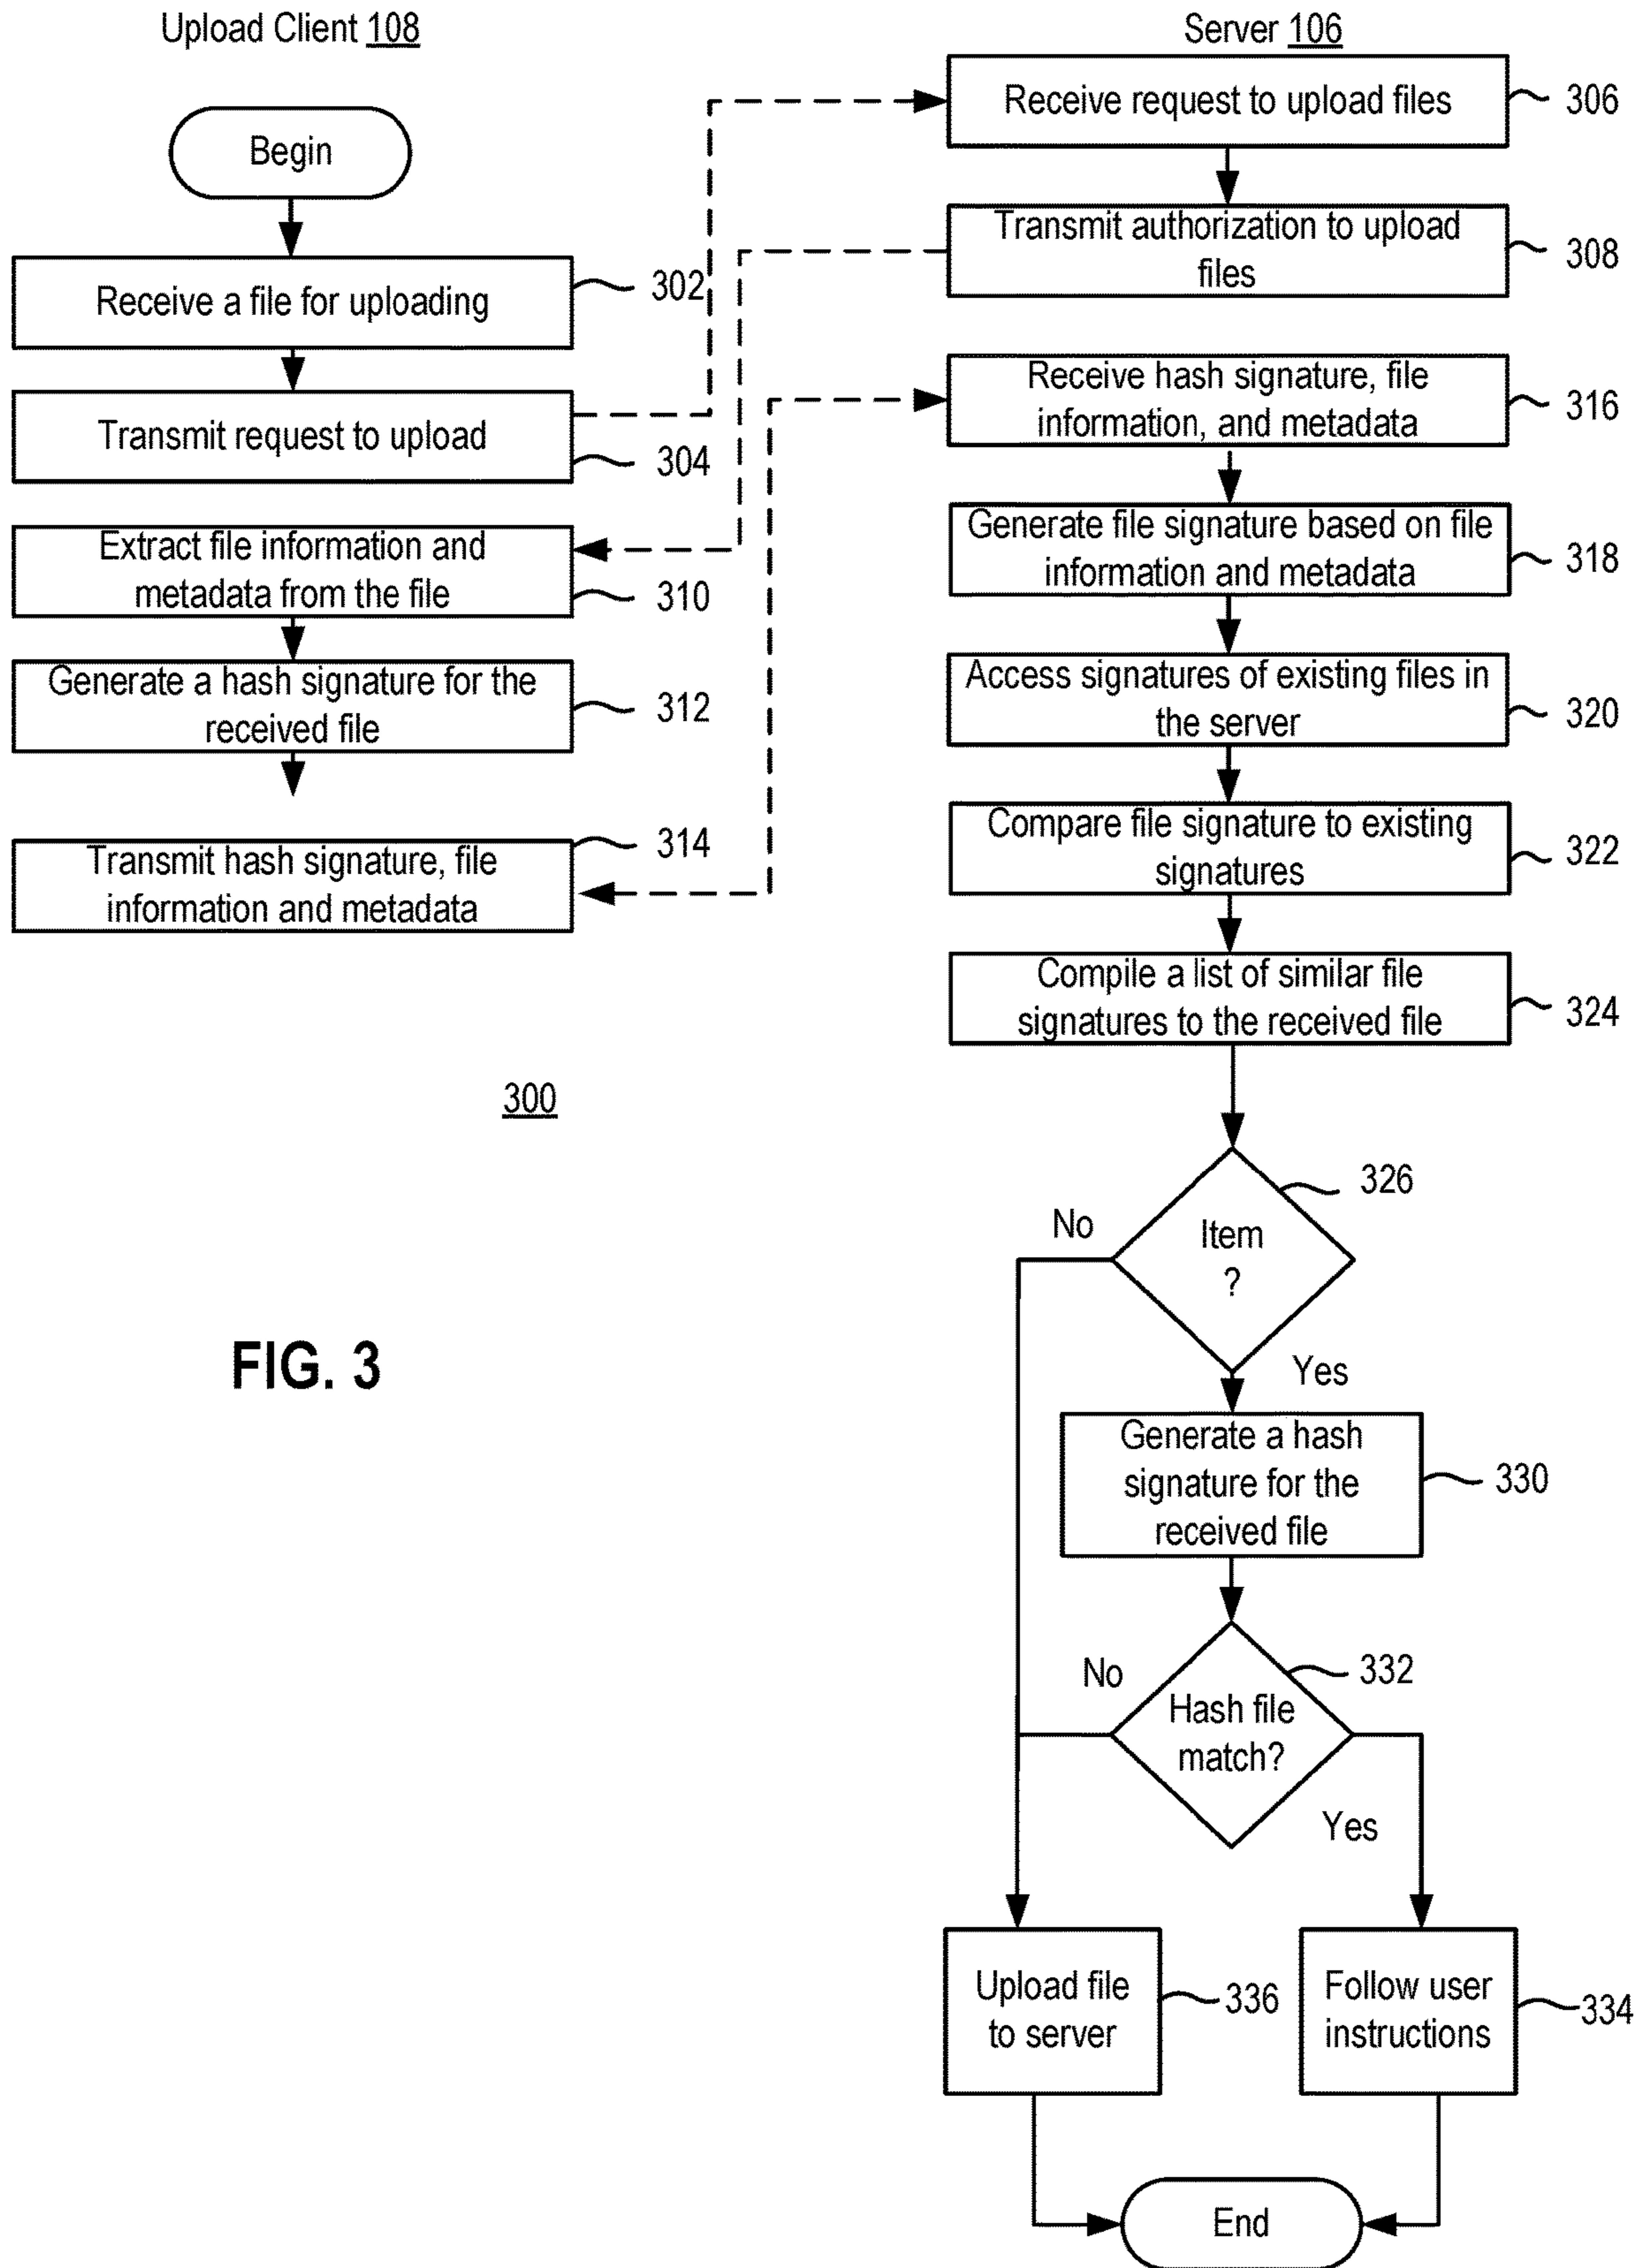 Upload Client 108
Begin
Receive a file for uploading
302
Transmit request to upload
304
Extract file information and
metadata from the file
310
Generate a hash signature for the
received file
312
Transmit hash signature, file
information and metadata
314
300
FIG. 3
Server 106
Receive request to upload files
306
Transmit authorization to upload
files
308
Receive hash signature, file
information, and metadata
316
Generate file signature based on file
information and metadata
318
Access signatures of existing files in
the server
320
Compare file signature to existing
signatures
322
Compile a list of similar file
signatures to the received file
324
326
No
Item
?
Yes
Generate a hash
signature for the
received file
330
No
332
Hash file
match?
Yes
Upload file
to server
336
Follow user
instructions
334
End